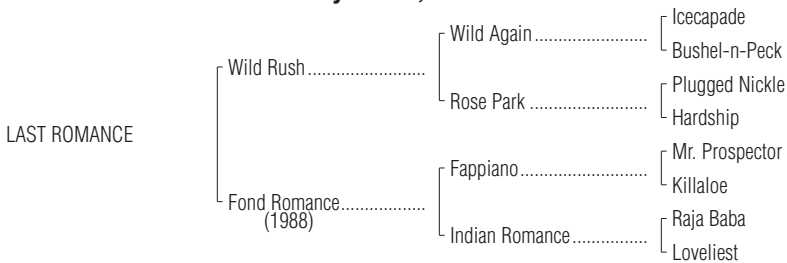 Icecapade
Wild Again
Bushel-n-Peck
Wild Rush
Plugged Nickle
Rose Park
Hardship
LAST ROMANCE
Mr. Prospector
Fappiano
Killaloe
Fond Romance
(1988)
Raja Baba
Indian Romance
Loveliest